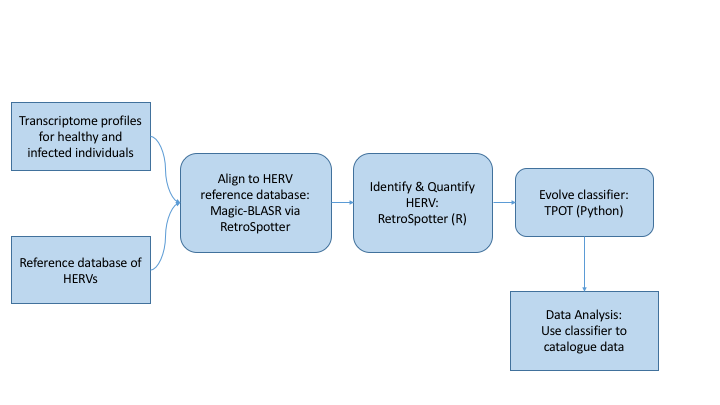 Transcriptome profiles
for healthy and
infected individuals
Reference database of
HERVs
Align to HERV
reference database:
Magic-BLASR via
RetroSpotter
Identify & Quantify
HERV:
RetroSpotter (R)
Evolve classifier:
TPOT (Python)
Data Analysis:
Use classifier to
catalogue data